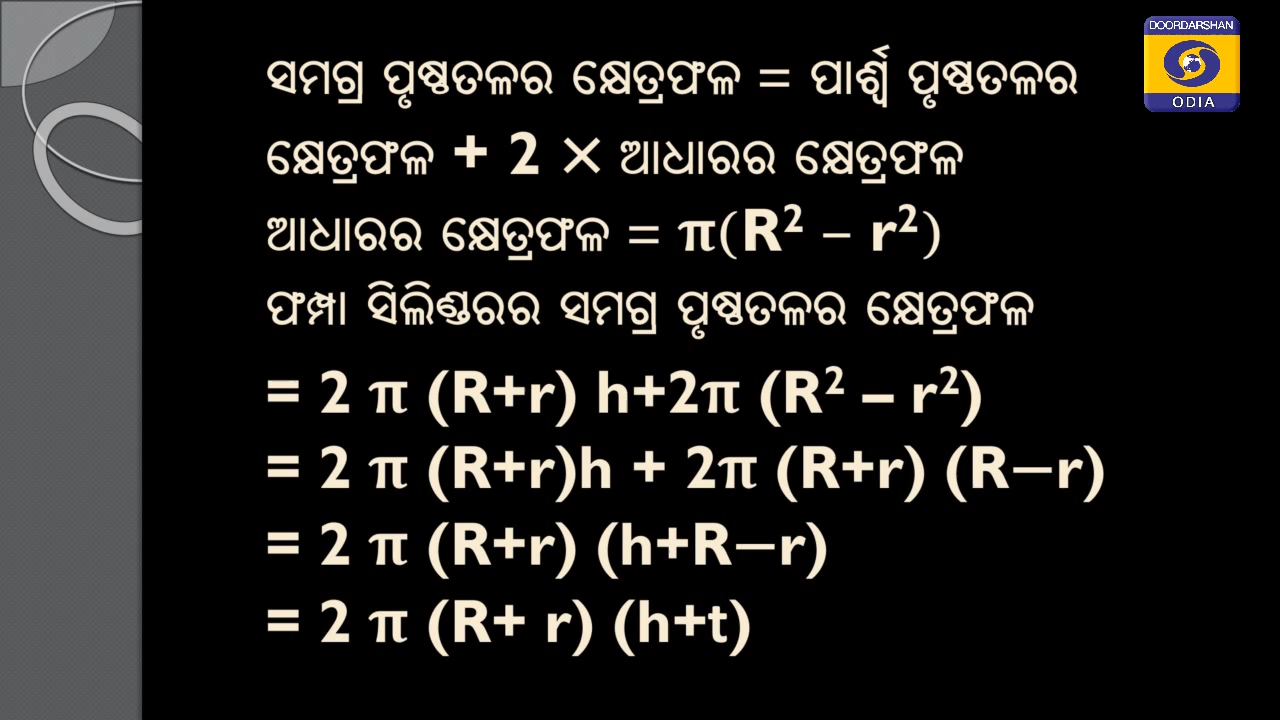 DOORDARSHAN
ODIA
ସମଗ୍ର ପୃଷ୍ଠତଳର କ୍ଷେତ୍ରଫଳ = ପାର୍ଶ୍ୱ ପୃଷ୍ଠତଳର
କ୍ଷେତ୍ରଫଳ + 2 × ଆଧାରର କ୍ଷେତ୍ରଫଳ
ଆଧାରର କ୍ଷେତ୍ରଫଳ = π(R² – r²)
ଫମ୍ପା ସିଲିଣ୍ଡରର ସମଗ୍ର ପୃଷ୍ଠତଳର କ୍ଷେତ୍ରଫଳ
= 2 π (R+r) h+2π (R² – r²)
= 2 π (R+r)h + 2π (R+r) (R—r)
= 2 π (R+r) (h+R—r)
= 2 π (R+ r) (h+t)